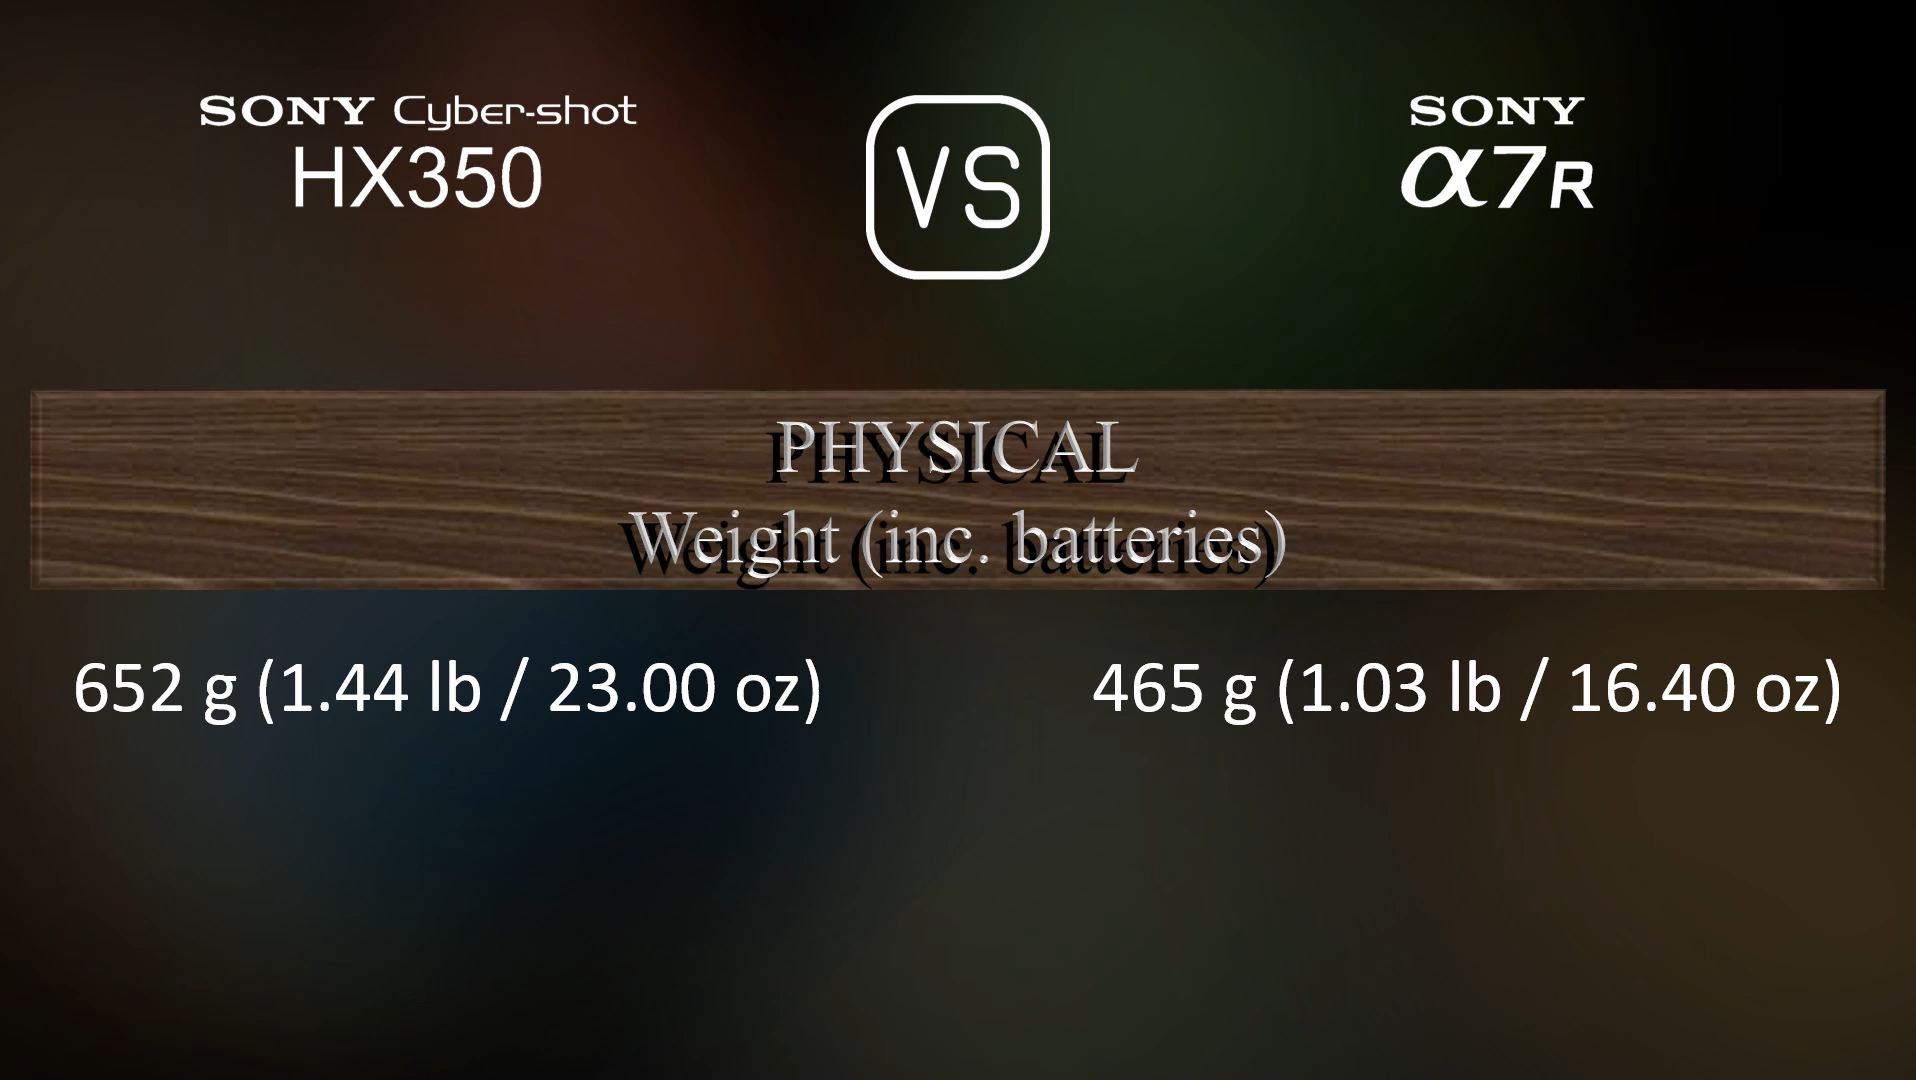 SONY Cyber-shot
HX350
VS
SONY
α7R
PHYSICAL
Weight (inc. batteries)
652 g (1.44 lb / 23.00 oz)
465 g (1.03 lb / 16.40 oz)